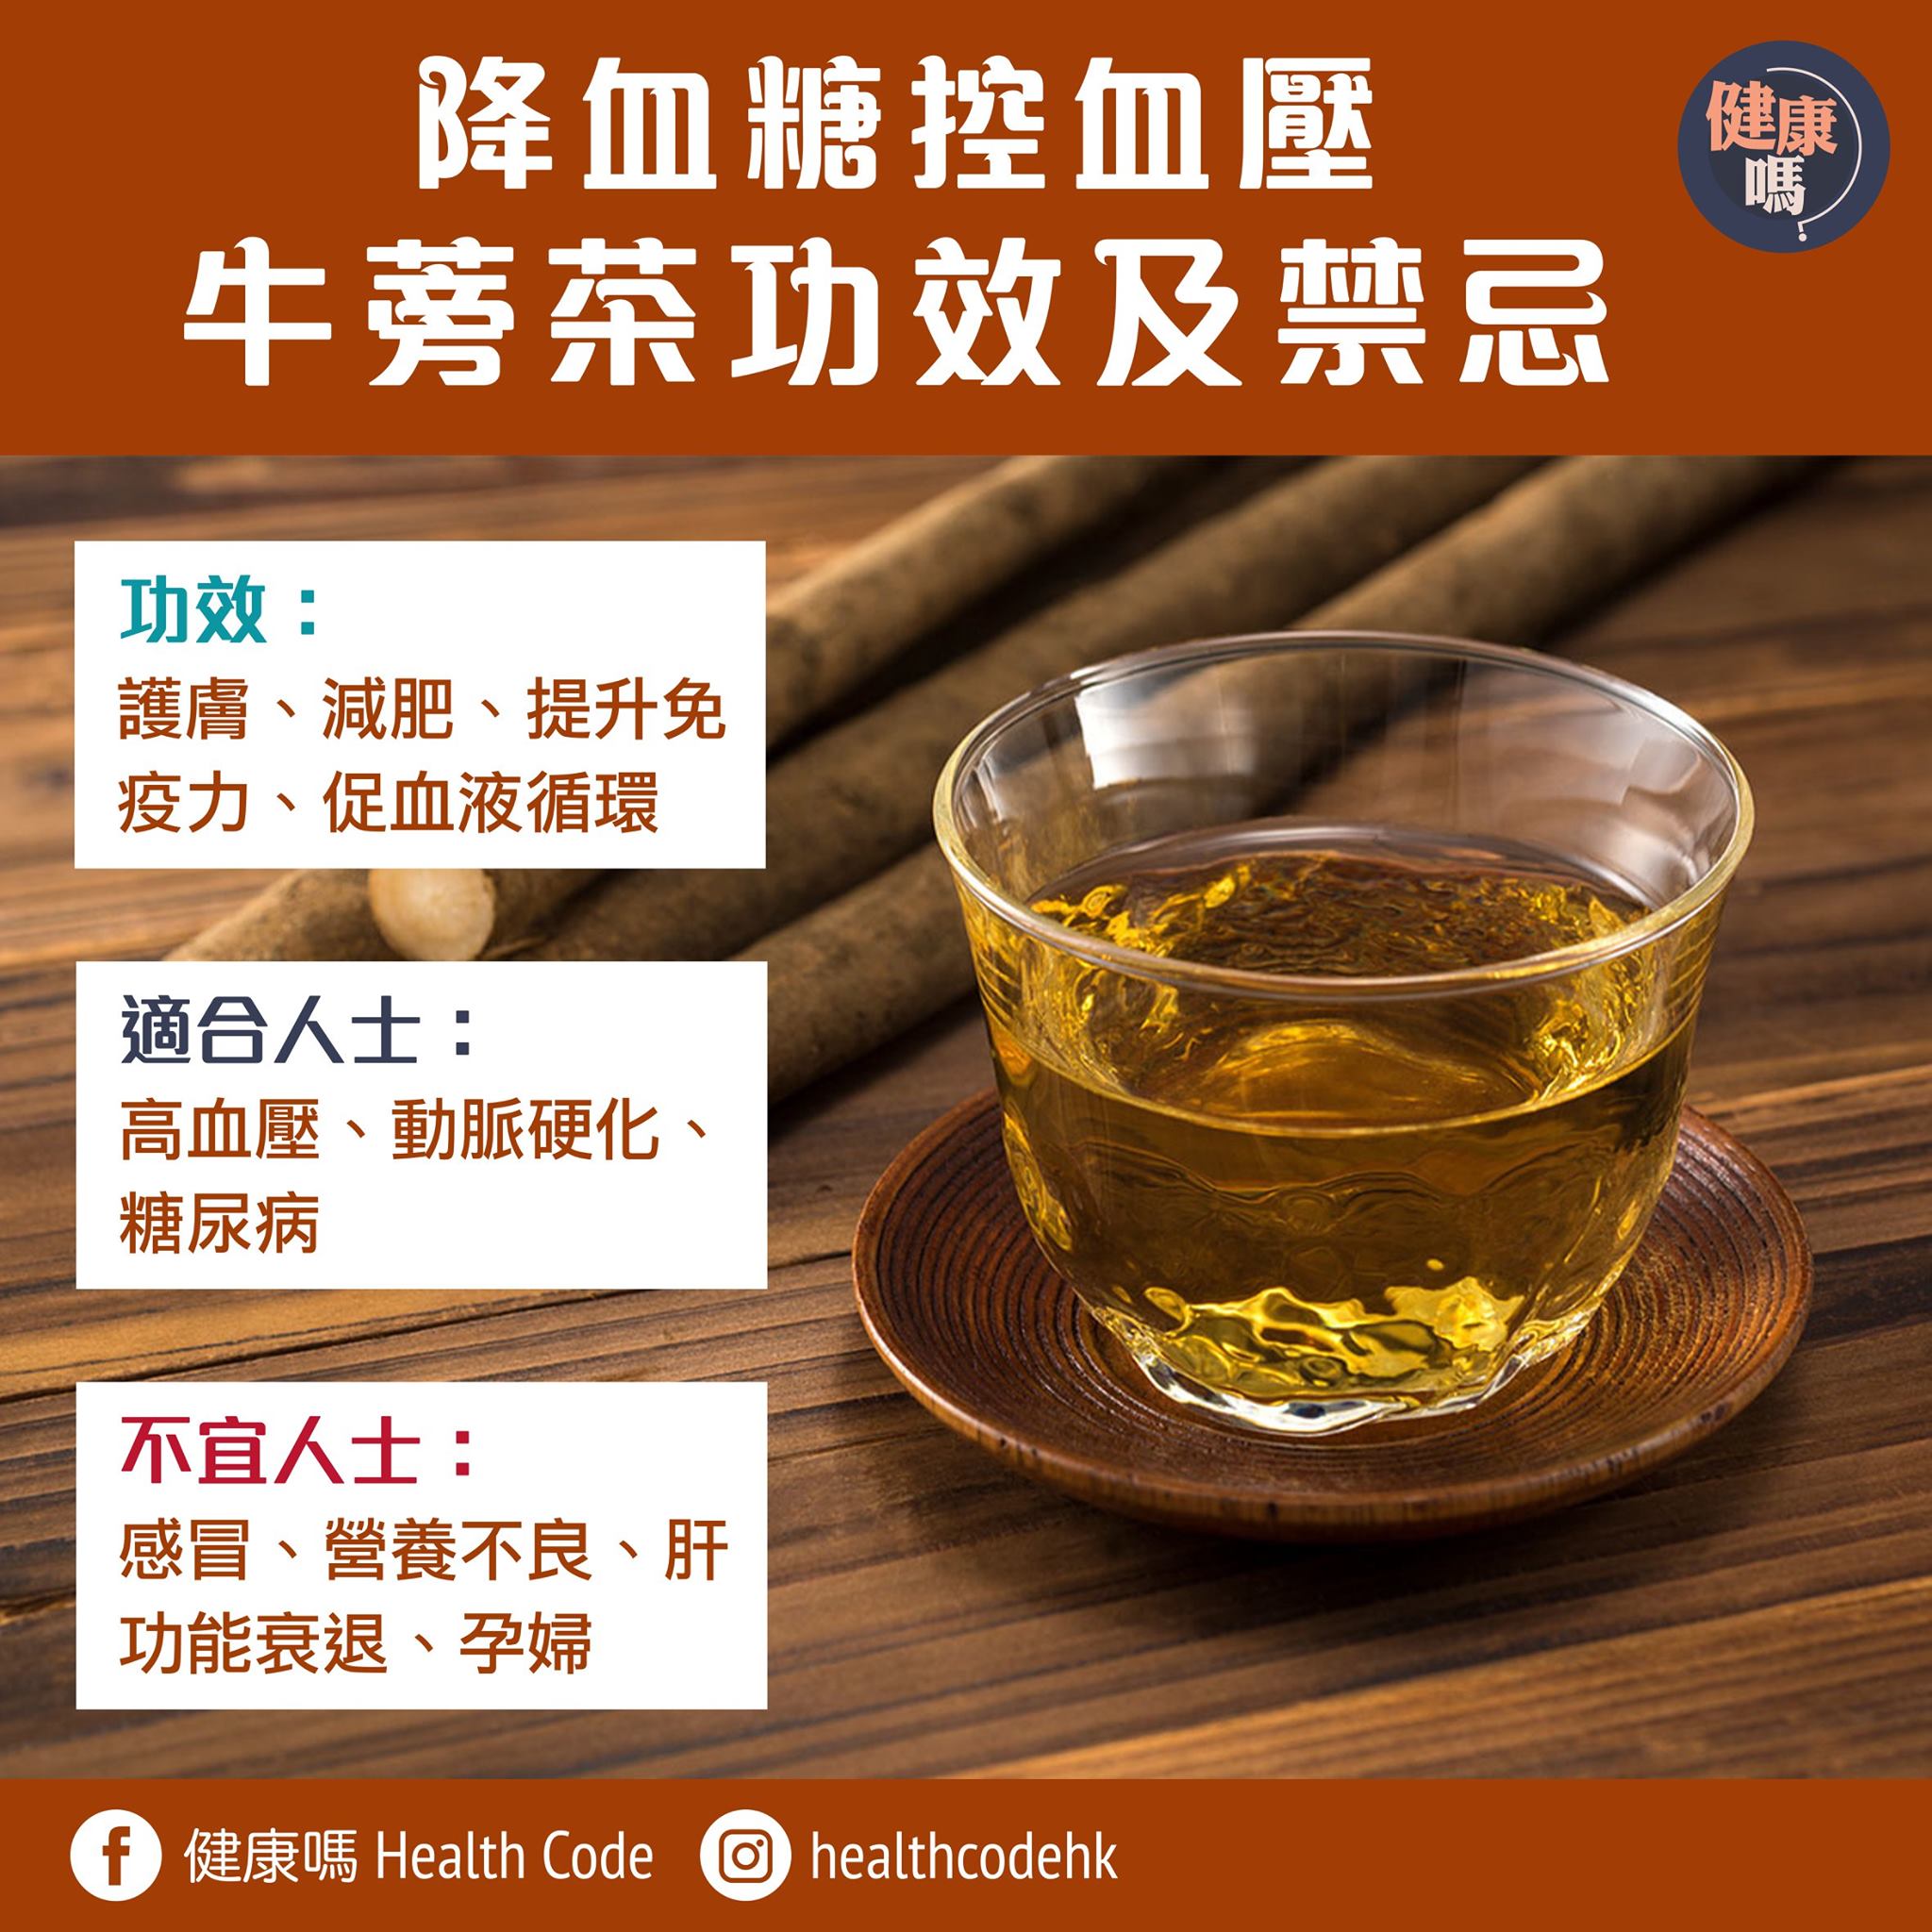 降血糖控血壓
牛蒡茶功效及禁忌
健康
嗎?
功效：
護膚、減肥、提升免
疫力、促血液循環
適合人士：
高血壓、動脈硬化、
糖尿病
不宜人士：
感冒、營養不良、肝
功能衰退、孕婦
健康嗎 Health Code
healthcodehk